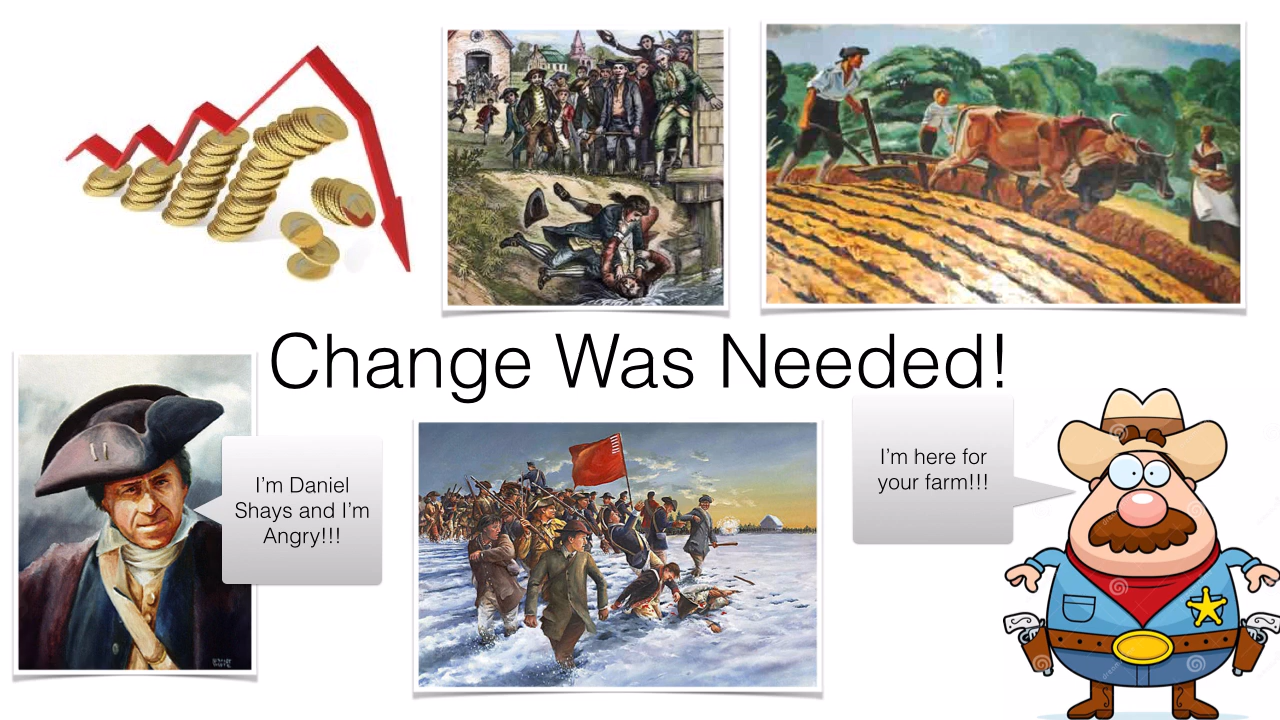 Change Was Needed!
I’m Daniel
Shays and I’m
Angry!!!
I’m here for
your farm!!!